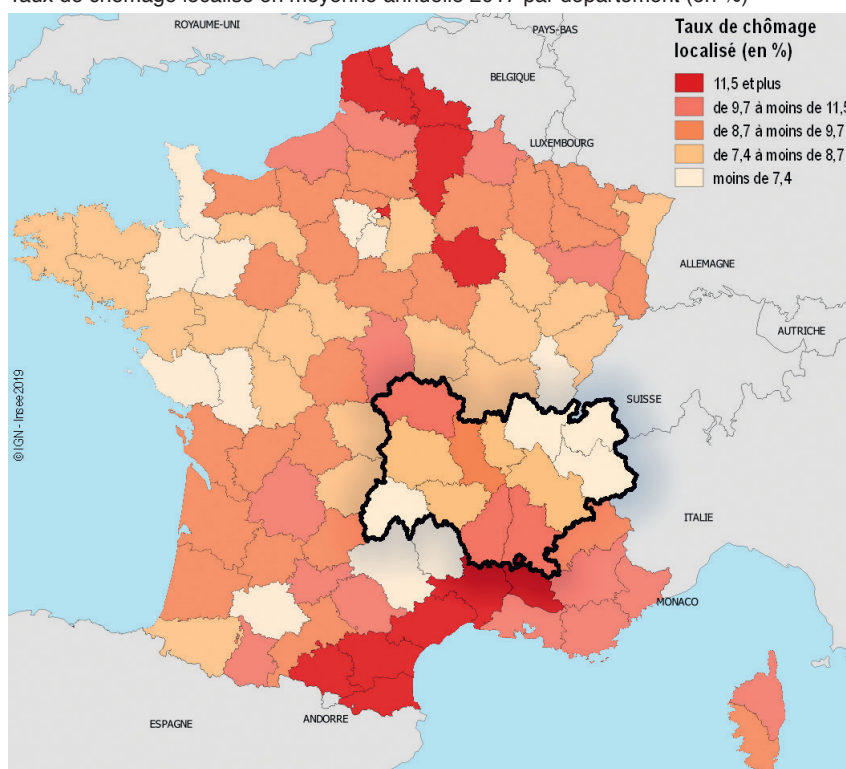 Taux de chômage localisé en moyenne annuelle 2017 par département (en %)
ROYAUME-UNI
PAYS-BAS
BELGIQUE
LUXEMBOURG
ALLEMAGNE
AUTRICHE
SUISSE
ITALIE
MONACO
ANDORRE
ESPAGNE
Taux de chômage
localisé (en %)
11,5 et plus
de 9,7 à moins de 11,5
de 8,7 à moins de 9,7
de 7,4 à moins de 8,7
moins de 7,4
©IGN - Insee 2019